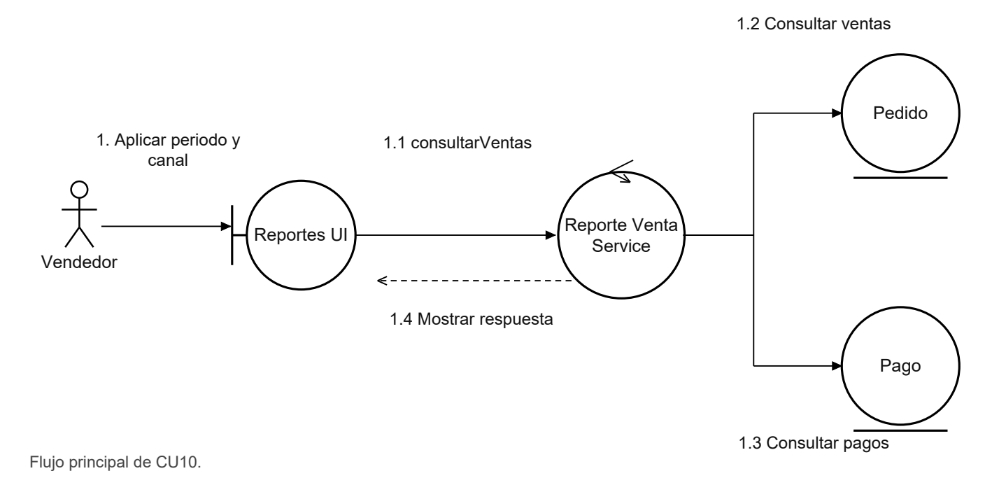 1.2 Consultar ventas
Pedido
1. Aplicar periodo y
canal
1.1 consultarVentas
Vendedor
Reportes UI
Reporte Venta
Service
1.4 Mostrar respuesta
Pago
1.3 Consultar pagos
Flujo principal de CU10.